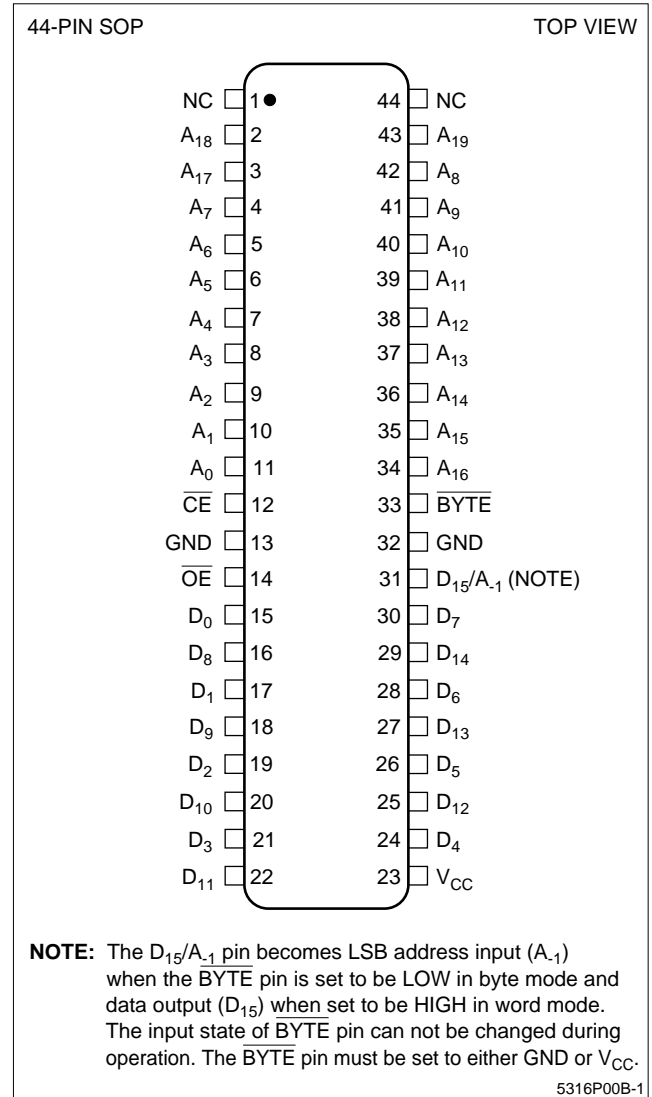 44-PIN SOP TOP VIEW
NC 1 44 NC
A18 2 43 A19
A17 3 42 A8
A7 4 41 A9
A6 5 40 A10
A5 6 39 A11
A4 7 38 A12
A3 8 37 A13
A2 9 36 A14
A1 10 35 A15
A0 11 34 A16
C̅E̅ 12 33 B̅Y̅T̅E̅
GND 13 32 GND
O̅E̅ 14 31 D15/A-1 (NOTE)
D0 15 30 D7
D8 16 29 D14
D1 17 28 D6
D9 18 27 D13
D2 19 26 D5
D10 20 25 D12
D3 21 24 D4
D11 22 23 VCC
NOTE: The D15/A-1 pin becomes LSB address input (A-1)
when the B̅Y̅T̅E̅ pin is set to be LOW in byte mode and
data output (D15) when set to be HIGH in word mode.
The input state of B̅Y̅T̅E̅ pin can not be changed during
operation. The B̅Y̅T̅E̅ pin must be set to either GND or VCC.
5316P00B-1